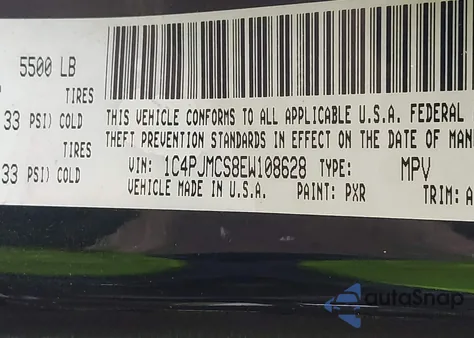 5500 LB
TIRES
33 PSI) COLD
THIS VEHICLE CONFORMS TO ALL APPLICABLE U.S.A. FEDERAL
THEFT PREVENTION STANDARDS IN EFFECT ON THE DATE OF MAN
TIRES
33 PSI) COLD
VIN: 1C4PJMCS8EW108628 TYPE: MPV
VEHICLE MADE IN U.S.A. PAINT: PXR TRIM: A
autoSnap